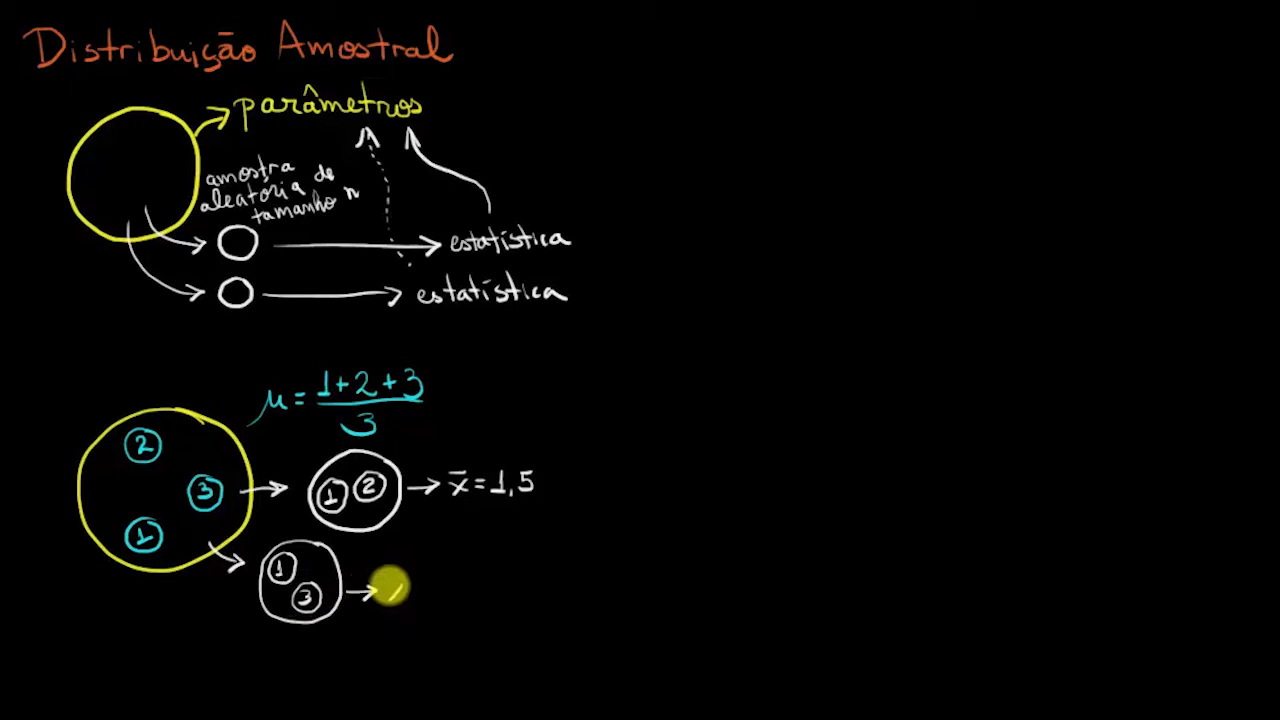 Distribuição Amostral
parâmetros
amostra
aleatória de
tamanho n
estatística
estatística
μ = 1+2+3
3
2
3
1
1 2
x̄ = 1,5
1
3